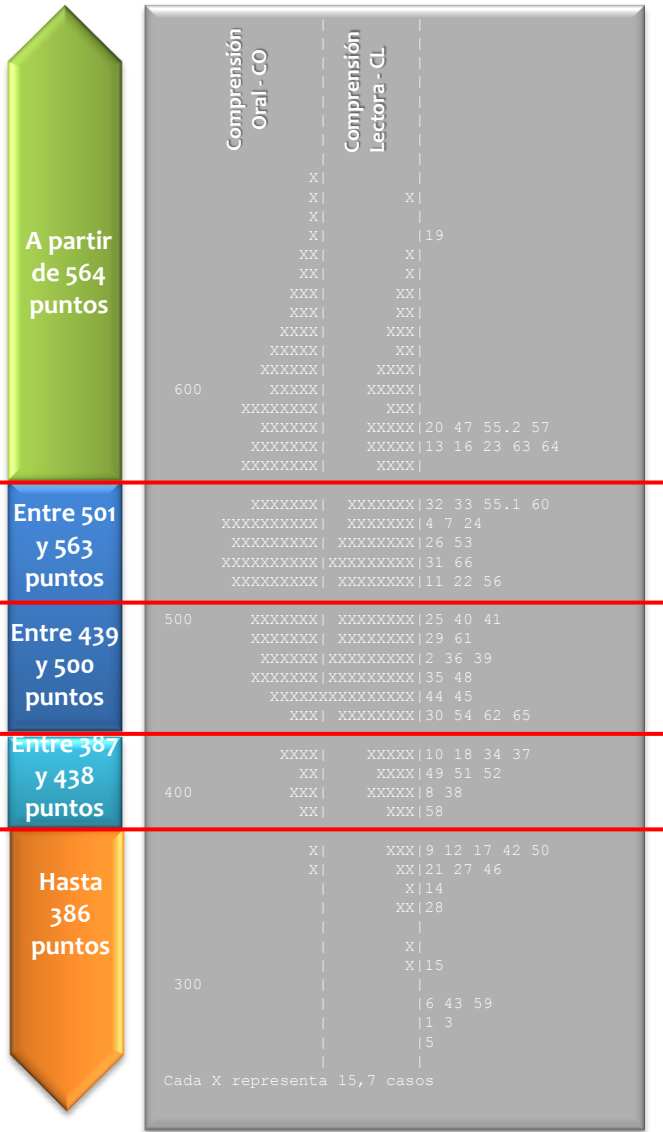 Comprensión
Oral - CO
Comprensión
Lectora - CL
A partir
de 564
puntos
X|
X| X|
X| |
X| |19
XX| X|
XX| X|
XXX| XX|
XXX| XX|
XXXX| XXX|
XXXXX| XX|
XXXXXX| XXXX|
600 XXXXX| XXXXX|
XXXXXXXX| XXX|
XXXXXX| XXXXX|20 47 55.2 57
XXXXXXX| XXXXX|13 16 23 63 64
XXXXXXXX| XXXX|
Entre 501
y 563
puntos
XXXXXXX| XXXXXXX|32 33 55.1 60
XXXXXXXXXX| XXXXXXX|4 7 24
XXXXXXXXX| XXXXXXXX|26 53
XXXXXXXXXX|XXXXXXXXX|31 66
XXXXXXXXX| XXXXXXXX|11 22 56
Entre 439
y 500
puntos
500 XXXXXXX| XXXXXXXX|25 40 41
XXXXXXX| XXXXXXXX|29 61
XXXXXX|XXXXXXXXX|2 36 39
XXXXXXX|XXXXXXXXX|35 48
XXXXXXXXXXXXXXX|44 45
XXX| XXXXXXXX|30 54 62 65
Entre 387
y 438
puntos
XXXX| XXXXX|10 18 34 37
XX| XXXX|49 51 52
400 XXX| XXXXX|8 38
XX| XXX|58
Hasta
386
puntos
X| XXX|9 12 17 42 50
X| XX|21 27 46
| X|14
| XX|28
| |
| X|
| X|15
300 | |
| |6 43 59
| |1 3
| |5
Cada X representa 15,7 casos